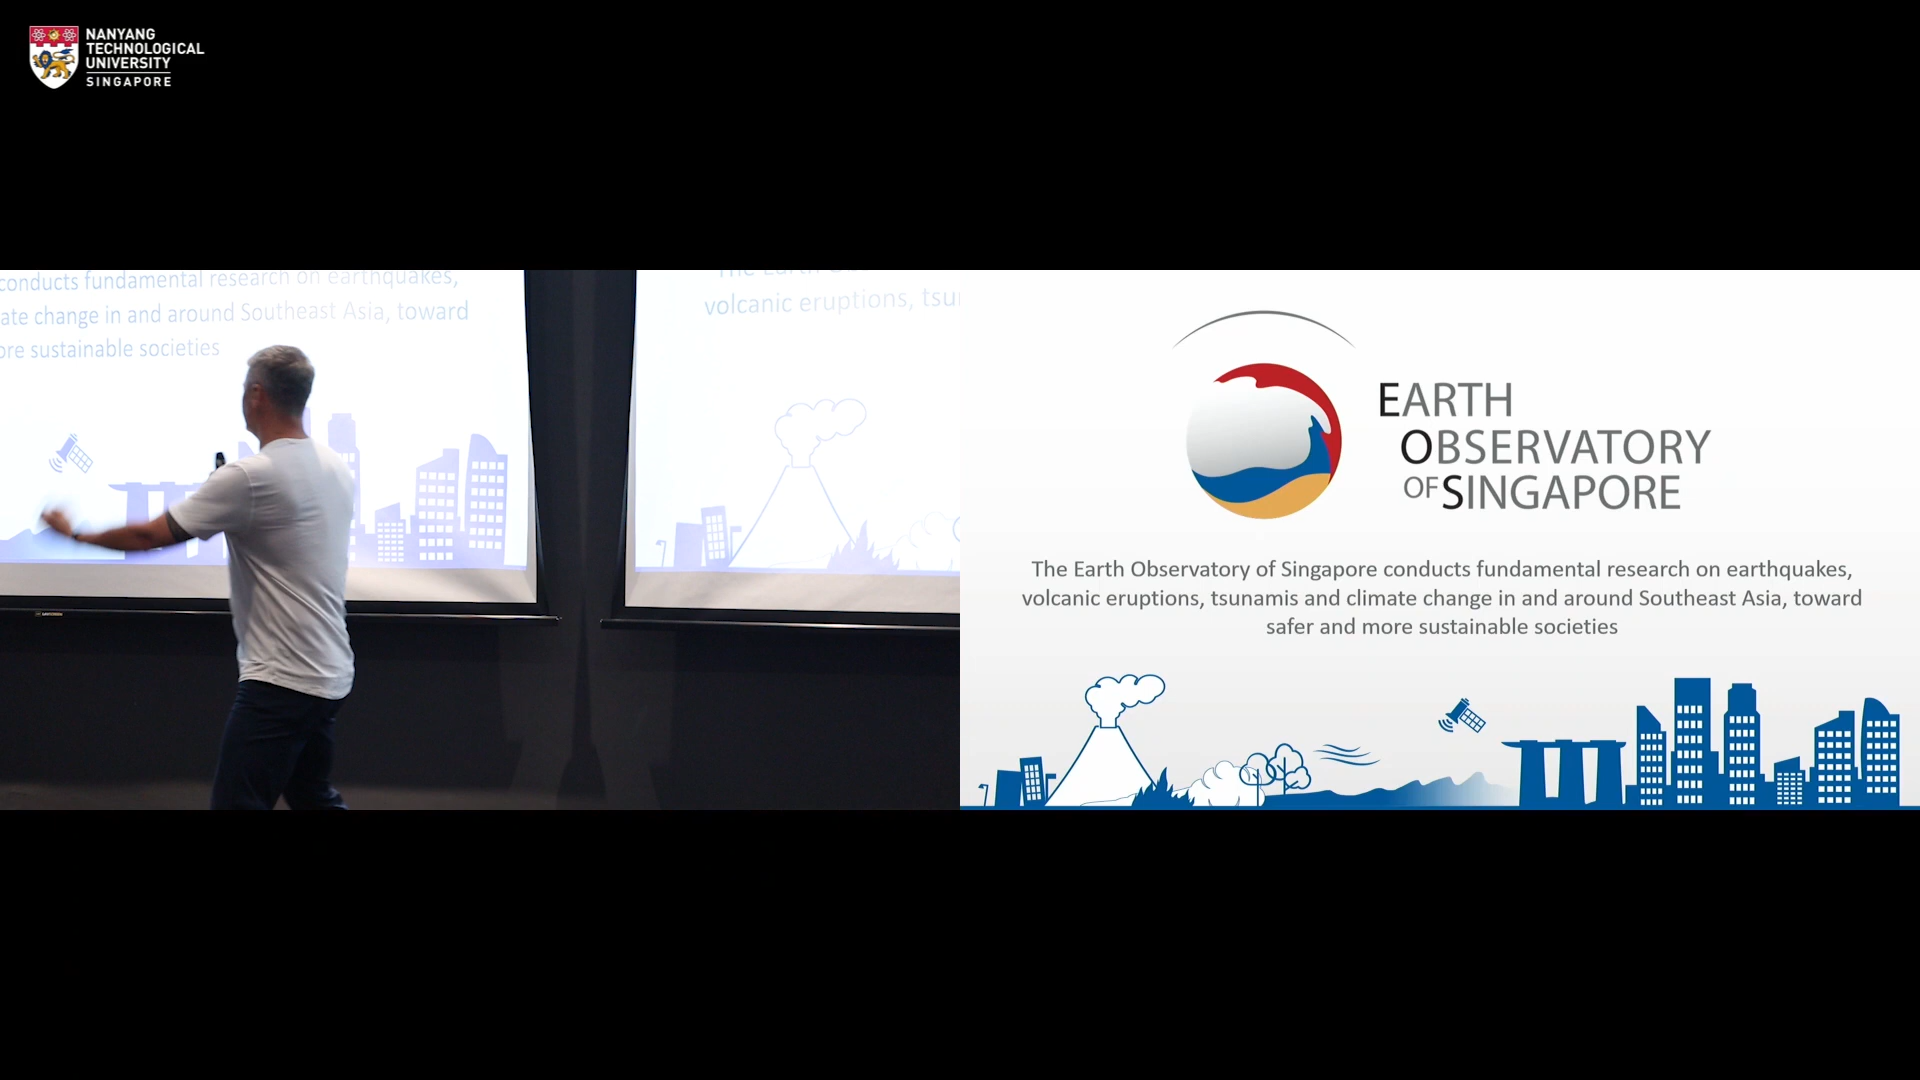 NANYANG
TECHNOLOGICAL
UNIVERSITY
SINGAPORE
conducts fundamental research on earthquakes,
ate change in and around Southeast Asia, toward
ore sustainable societies
The Earth
volcanic eruptions, tsu
EARTH
OBSERVATORY
OF SINGAPORE
The Earth Observatory of Singapore conducts fundamental research on earthquakes,
volcanic eruptions, tsunamis and climate change in and around Southeast Asia, toward
safer and more sustainable societies